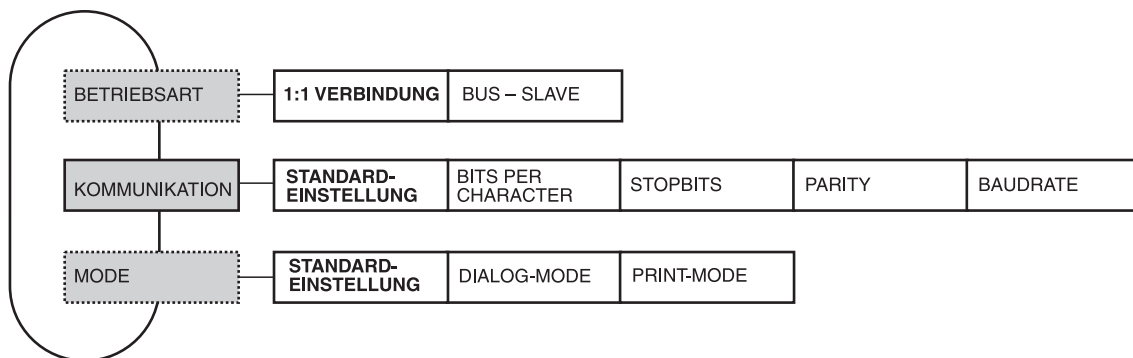 BETRIEBSART
1:1 VERBINDUNG
BUS – SLAVE
KOMMUNIKATION
STANDARD-
EINSTELLUNG
BITS PER
CHARACTER
STOPBITS
PARITY
BAUDRATE
MODE
STANDARD-
EINSTELLUNG
DIALOG-MODE
PRINT-MODE